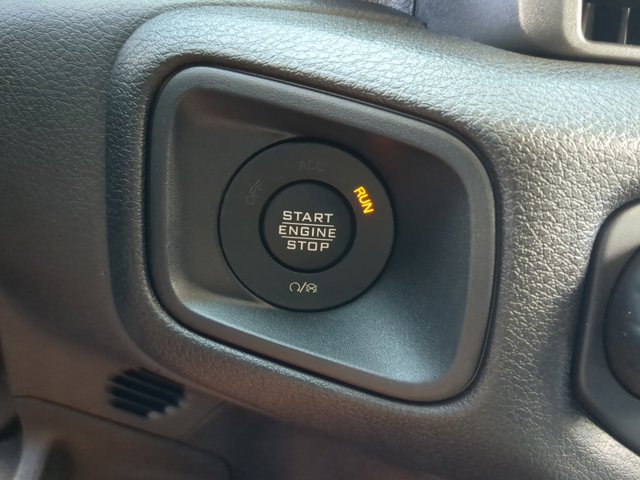 OFF
ACC
RUN
START
ENGINE
STOP